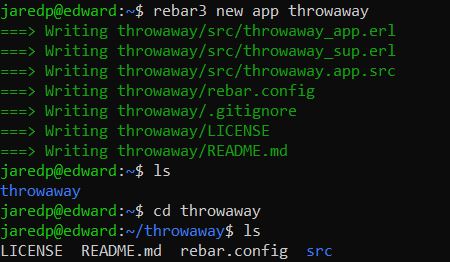 jaredp@edward:~$ rebar3 new app throwaway
===> Writing throwaway/src/throwaway_app.erl
===> Writing throwaway/src/throwaway_sup.erl
===> Writing throwaway/src/throwaway.app.src
===> Writing throwaway/rebar.config
===> Writing throwaway/.gitignore
===> Writing throwaway/LICENSE
===> Writing throwaway/README.md
jaredp@edward:~$ ls
throwaway
jaredp@edward:~$ cd throwaway
jaredp@edward:~/throwaway$ ls
LICENSE  README.md  rebar.config  src